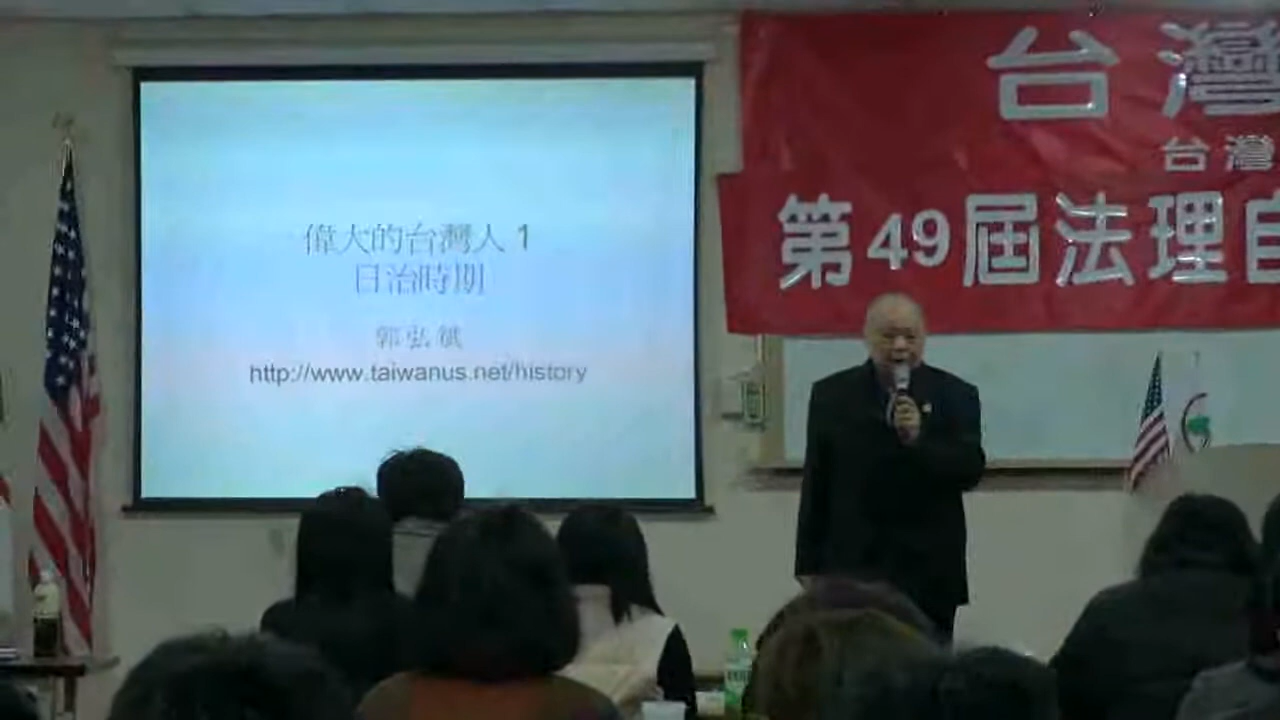 偉大的台灣人 1
日治時期
郭弘斌
http://www.taiwanus.net/history
台灣
台灣
第49屆法理自